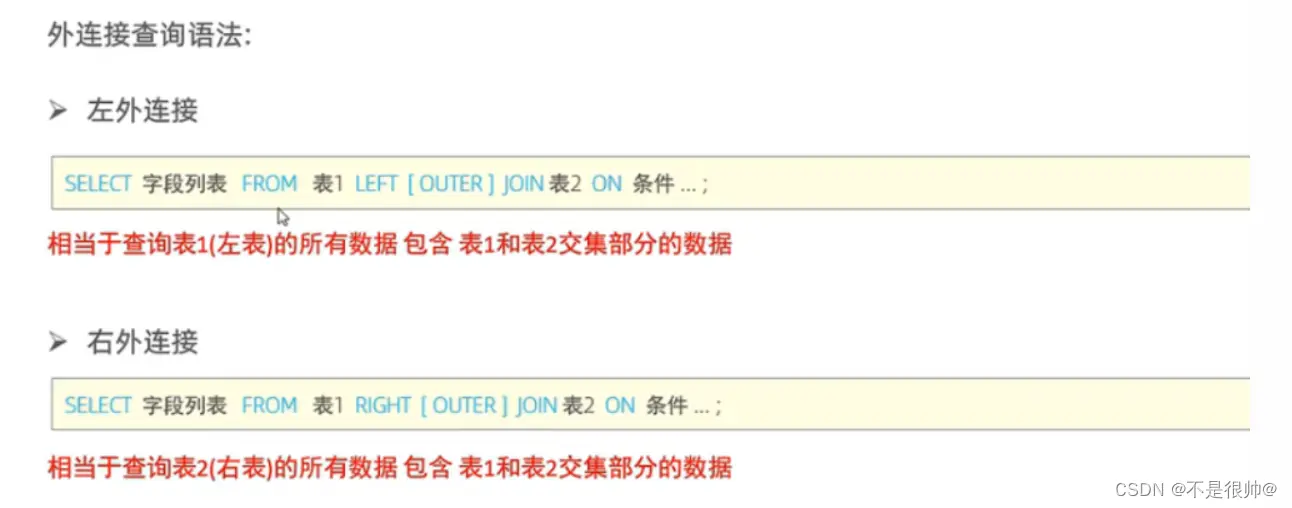 外连接查询语法:
➢ 左外连接
SELECT 字段列表 FROM 表1 LEFT [ OUTER ] JOIN 表2 ON 条件 ... ;
相当于查询表1(左表)的所有数据 包含 表1和表2交集部分的数据
➢ 右外连接
SELECT 字段列表 FROM 表1 RIGHT [ OUTER ] JOIN 表2 ON 条件 ... ;
相当于查询表2(右表)的所有数据 包含 表1和表2交集部分的数据
CSDN @不是很帅@